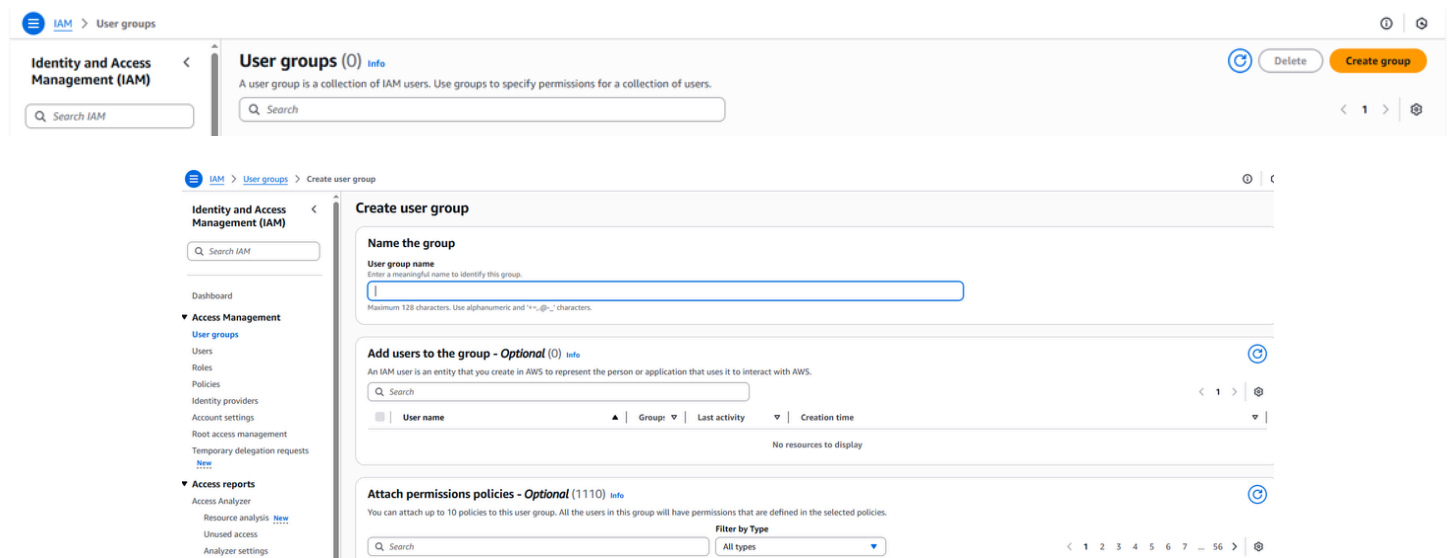 IAM > User groups
Identity and Access Management (IAM)
Search IAM
User groups (0) Info
A user group is a collection of IAM users. Use groups to specify permissions for a collection of users.
Search
Delete
Create group
< 1 >
IAM > User groups > Create user group
Identity and Access Management (IAM)
Search IAM
Dashboard
Access Management
User groups
Users
Roles
Policies
Identity providers
Account settings
Root access management
Temporary delegation requests
New
Access reports
Access Analyzer
Resource analysis New
Unused access
Analyzer settings
Create user group
Name the group
User group name
Enter a meaningful name to identify this group.
Maximum 128 characters. Use alphanumeric and '+=,.@-_' characters.
Add users to the group - Optional (0) Info
An IAM user is an entity that you create in AWS to represent the person or application that uses it to interact with AWS.
Search
< 1 >
User name Group: Last activity Creation time
No resources to display
Attach permissions policies - Optional (1110) Info
You can attach up to 10 policies to this user group. All the users in this group will have permissions that are defined in the selected policies.
Filter by Type
Search
All types
< 1 2 3 4 5 6 7 ... 56 >